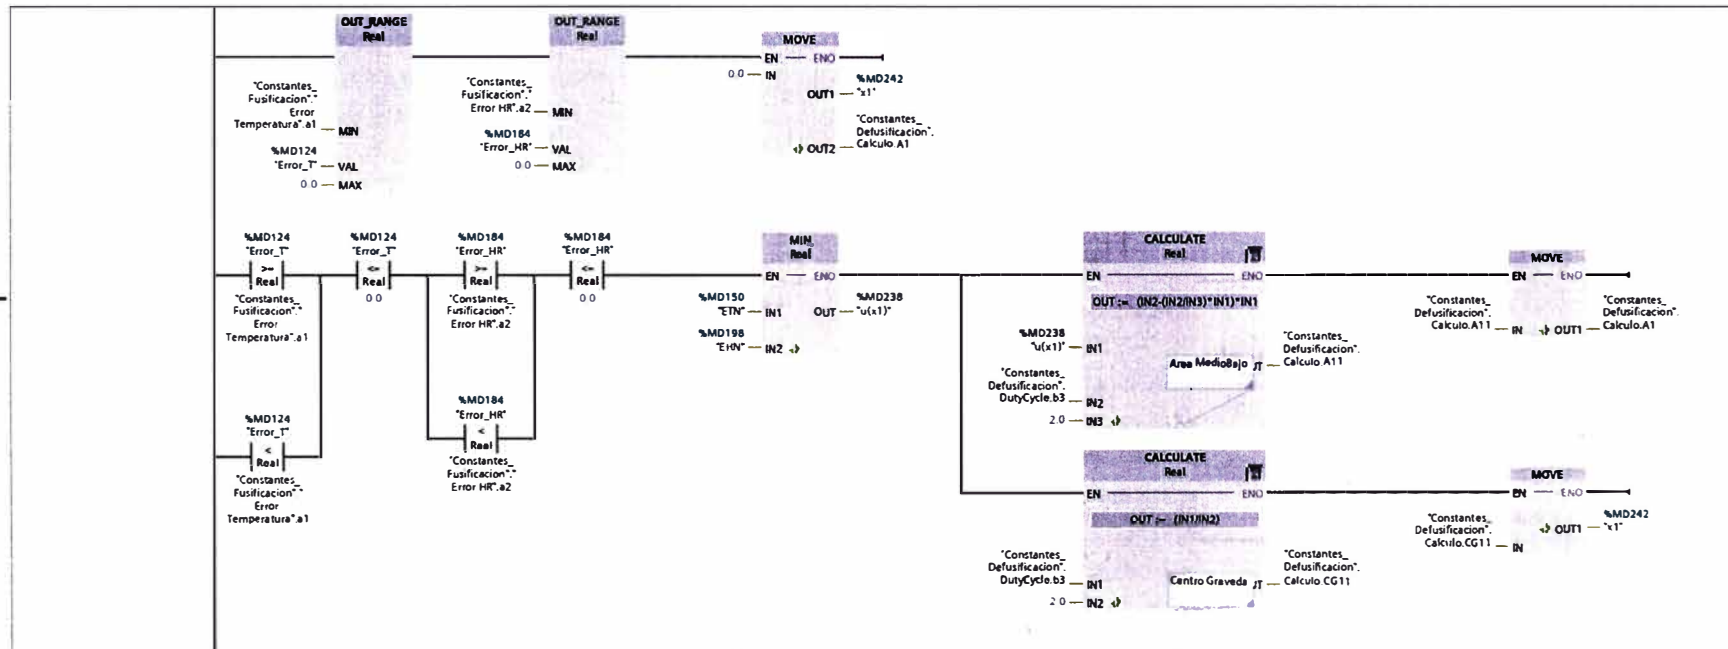 OUT_RANGE
Real
"Constantes_
Fusificacion"."
Error
Temperatura".a1
MIN
%MD124
"Error_T"
VAL
0.0
MAX
OUT_RANGE
Real
"Constantes_
Fusificacion"."
Error HR".a2
MIN
%MD184
"Error_HR"
VAL
0.0
MAX
MOVE
EN
ENO
0.0
IN
%MD242
OUT1
"x1"
"Constantes_
Defusificacion".
OUT2
Calculo.A1
%MD124
"Error_T"
>=
Real
"Constantes_
Fusificacion"."
Error
Temperatura".a1
%MD124
"Error_T"
<=
Real
0.0
%MD184
"Error_HR"
>=
Real
"Constantes_
Fusificacion"."
Error HR".a2
%MD184
"Error_HR"
<=
Real
0.0
MIN
Real
EN
ENO
%MD150
"ETN"
IN1
%MD238
OUT
"u(x1)"
%MD198
"EHN"
IN2
CALCULATE
Real
EN
ENO
OUT := (IN2-(IN2/IN3)*IN1)*IN1
%MD238
"u(x1)"
IN1
"Constantes_
Defusificacion".
DutyCycle.b3
IN2
2.0
IN3
Area MedioBajo
"Constantes_
Defusificacion".
Calculo.A11
MOVE
EN
ENO
"Constantes_
Defusificacion".
Calculo.A11
IN
OUT1
"Constantes_
Defusificacion".
Calculo.A1
%MD124
"Error_T"
<
Real
"Constantes_
Fusificacion"."
Error
Temperatura".a1
%MD184
"Error_HR"
<
Real
"Constantes_
Fusificacion"."
Error HR".a2
CALCULATE
Real
EN
ENO
OUT := (IN1/IN2)
"Constantes_
Defusificacion".
DutyCycle.b3
IN1
2.0
IN2
Centro Graveda
"Constantes_
Defusificacion".
Calculo.CG11
MOVE
EN
ENO
"Constantes_
Defusificacion".
Calculo.CG11
IN
%MD242
OUT1
"x1"